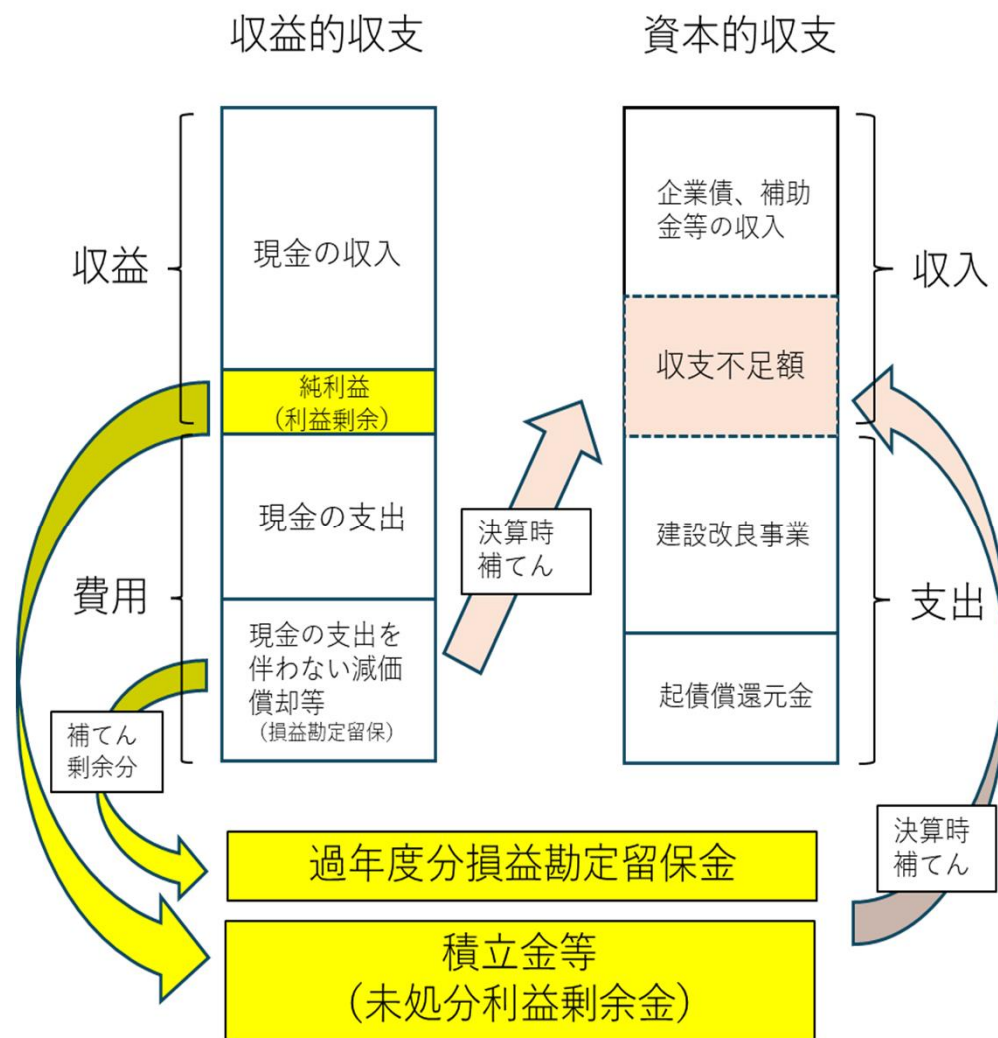 収益的収支
資本的収支
収益
現金の収入
純利益
（利益剰余）
費用
現金の支出
現金の支出を
伴わない減価
償却等
（損益勘定留保）
補てん
剰余分
決算時
補てん
企業債、補助
金等の収入
収支不足額
収入
建設改良事業
起債償還元金
支出
決算時
補てん
過年度分損益勘定留保金
積立金等
（未処分利益剰余金）